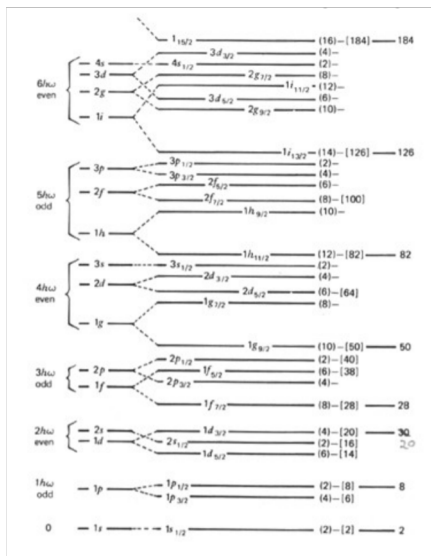 1 15/2 (16)–[184] 184
3d3/2 (4)–
4s 4s1/2 (2)–
3d 2g7/2 (8)–
6ℏω even 2g 1i11/2 (12)–
3d5/2 (6)–
1i 2g9/2 (10)–
1i13/2 (14)–[126] 126
3p 3p1/2 (2)–
3p3/2 (4)–
5ℏω odd 2f 2f5/2 (6)–
2f7/2 (8)–[100]
1h9/2 (10)–
1h
1h11/2 (12)–[82] 82
3s 3s1/2 (2)–
4ℏω even 2d 2d3/2 (4)–
2d5/2 (6)–[64]
1g7/2 (8)–
1g
1g9/2 (10)–[50] 50
2p1/2 (2)–[40]
3ℏω odd 2p 1f5/2 (6)–[38]
1f 2p3/2 (4)–
1f7/2 (8)–[28] 28
2ℏω even 2s 1d3/2 (4)–[20] 20
1d 2s1/2 (2)–[16]
1d5/2 (6)–[14]
1ℏω odd 1p 1p1/2 (2)–[8] 8
1p3/2 (4)–[6]
0 1s 1s1/2 (2)–[2] 2